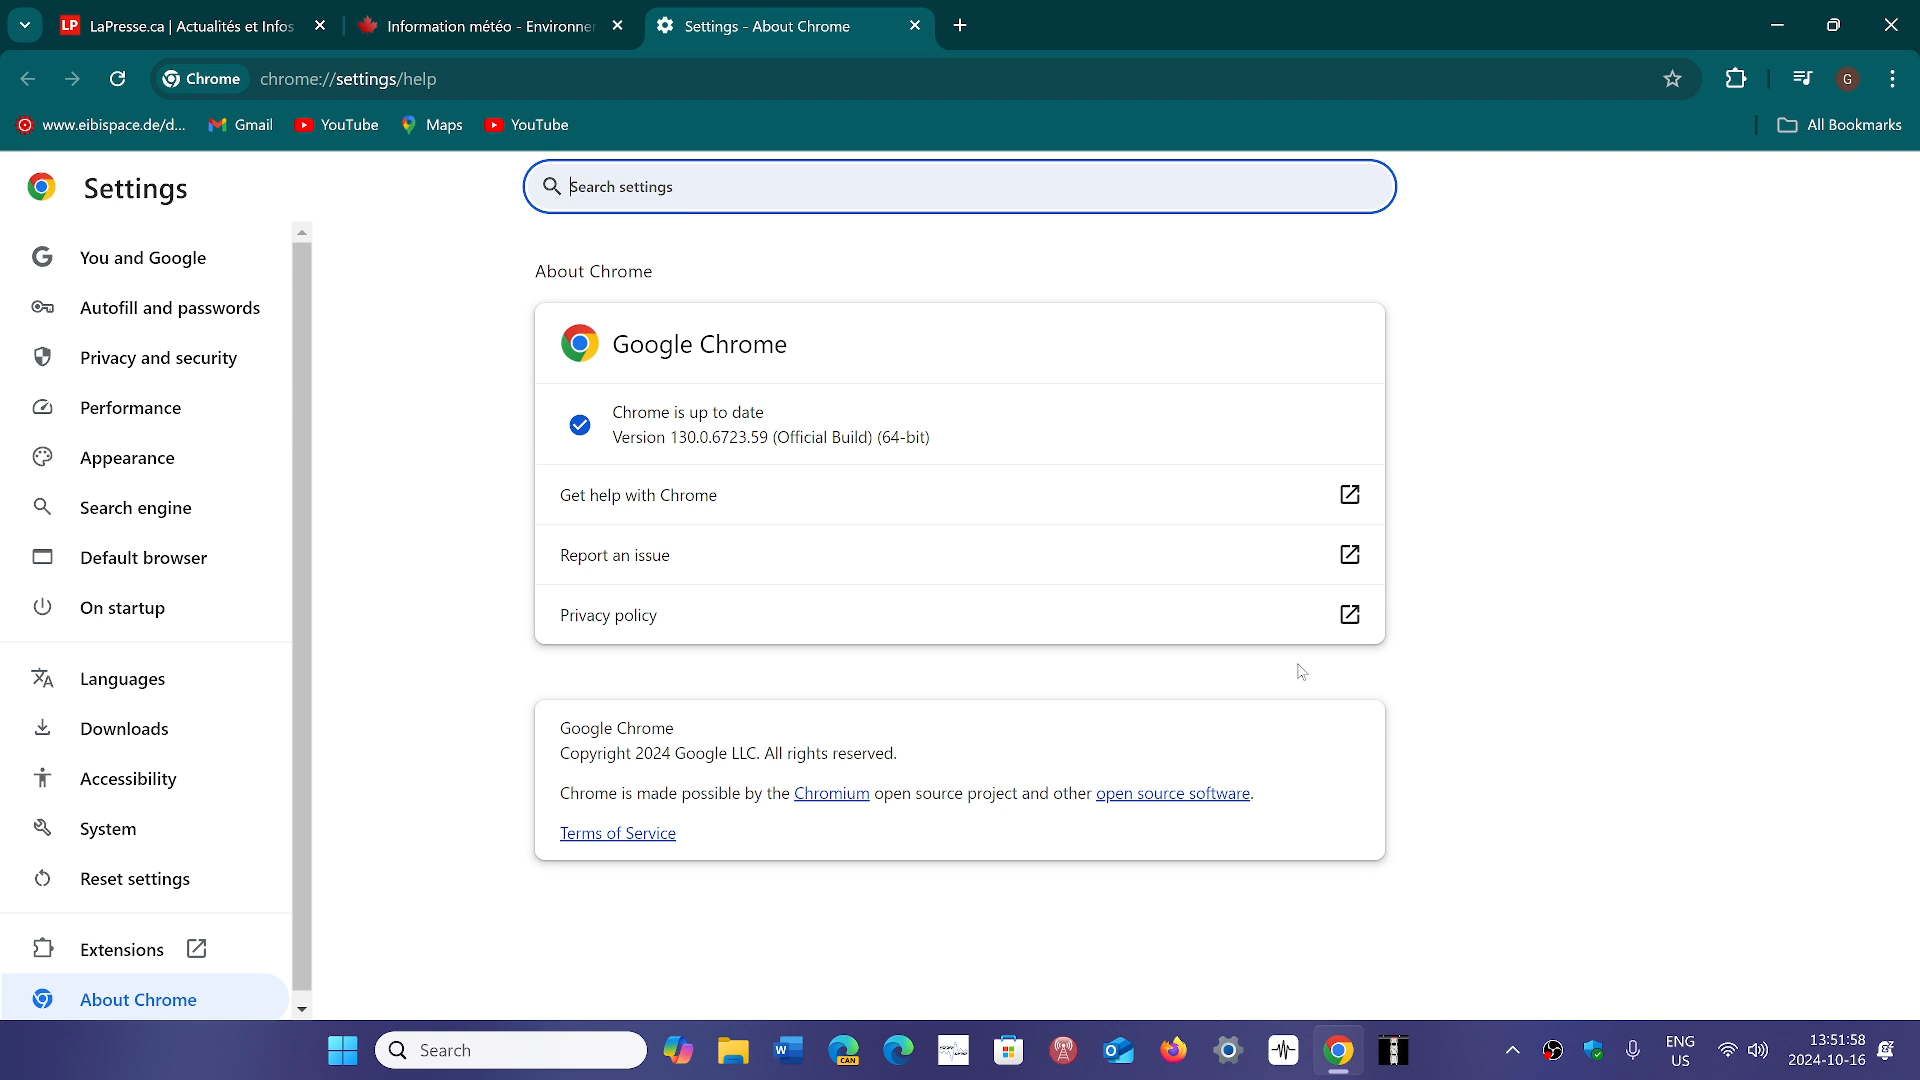 LP LaPresse.ca | Actualités et Infos
Information météo - Environne
Settings - About Chrome
Chrome chrome://settings/help
G
www.eibispace.de/d... Gmail YouTube Maps YouTube All Bookmarks
Settings
Search settings
You and Google
Autofill and passwords
Privacy and security
Performance
Appearance
Search engine
Default browser
On startup
Languages
Downloads
Accessibility
System
Reset settings
Extensions
About Chrome
About Chrome
Google Chrome
Chrome is up to date
Version 130.0.6723.59 (Official Build) (64-bit)
Get help with Chrome
Report an issue
Privacy policy
Google Chrome
Copyright 2024 Google LLC. All rights reserved.
Chrome is made possible by the Chromium open source project and other open source software.
Terms of Service
Search
W
CAN
ENG
US
13:51:58
2024-10-16